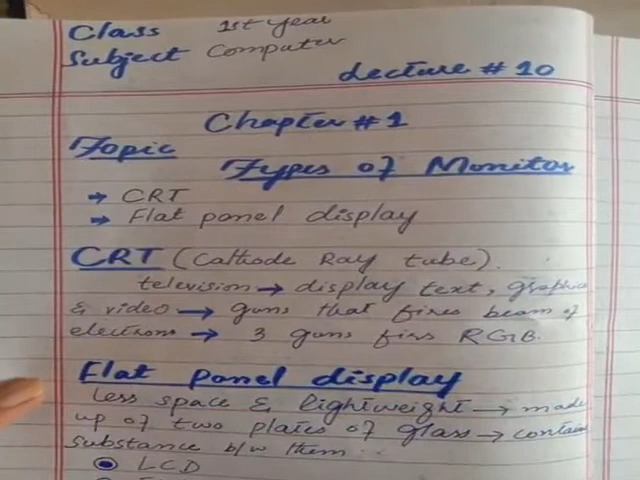 Class 1st year
Subject Computer
Lecture # 10
Chapter # 1
Topic
Types of Monitor
→ CRT
→ Flat panel display
CRT (Cathode Ray tube).
television → display text, graphics
& video → guns that fires beam of
electrons → 3 guns fires RGB.
Flat panel display
less space & lightweight → made
up of two plates of glass → contain
substance b/w them..
LCD